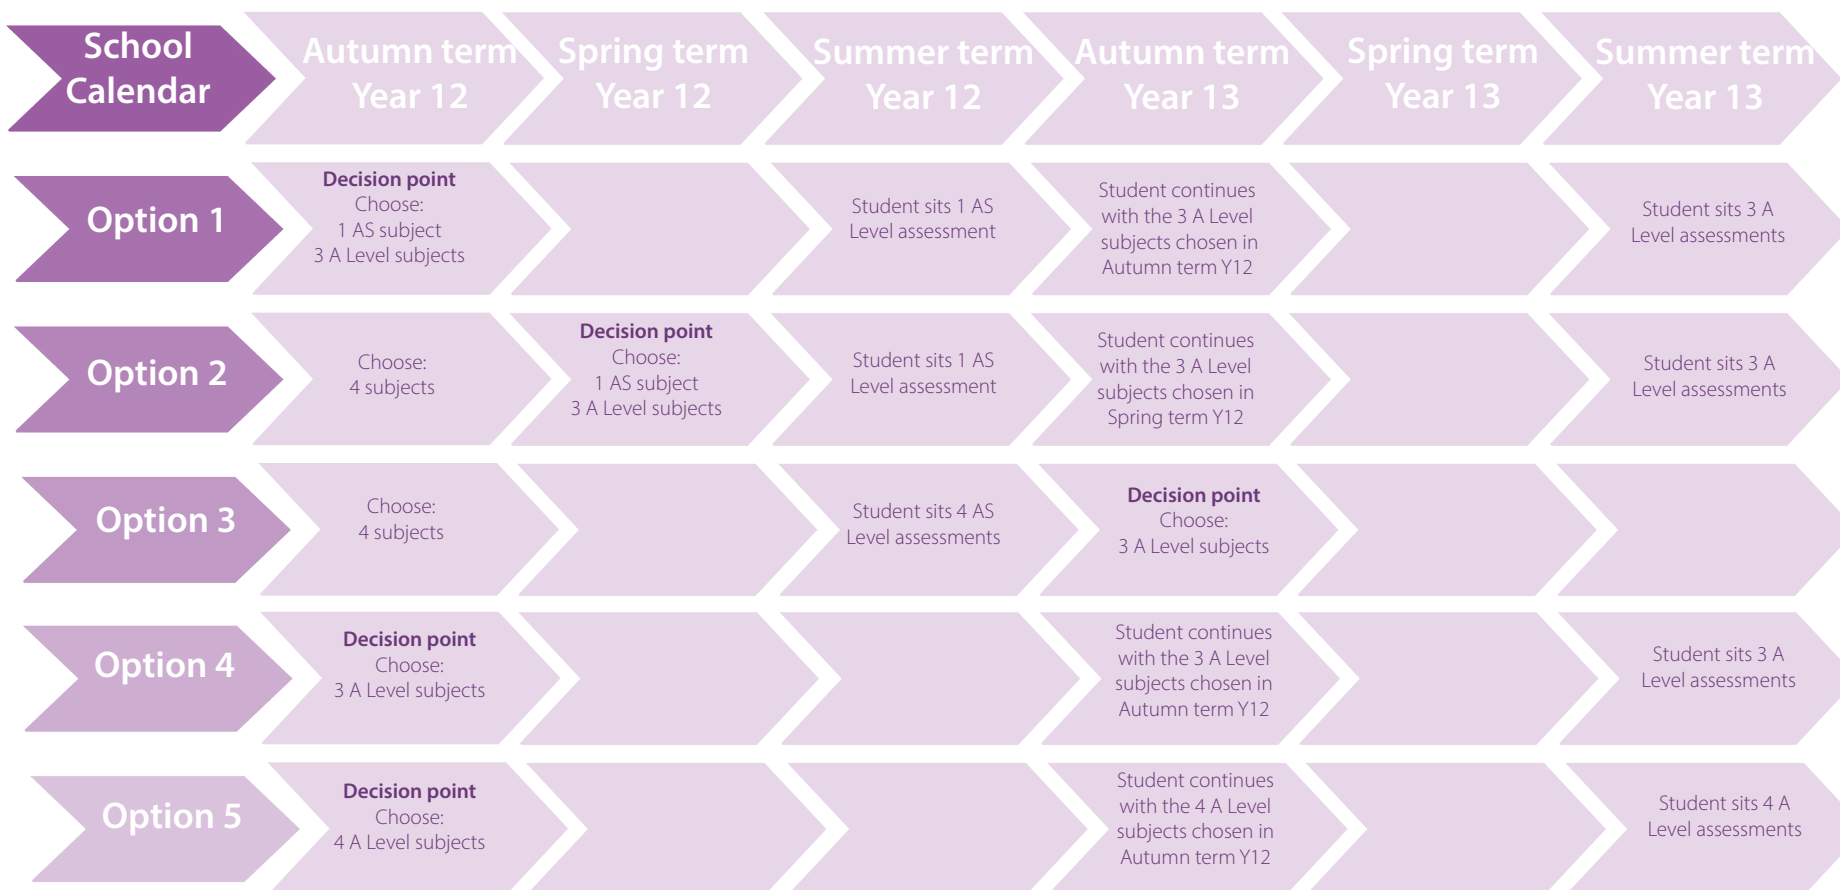 School
Calendar
Autumn term
Year 12
Spring term
Year 12
Summer term
Year 12
Autumn term
Year 13
Spring term
Year 13
Summer term
Year 13
Option 1
Decision point
Choose:
1 AS subject
3 A Level subjects
Student sits 1 AS
Level assessment
Student continues
with the 3 A Level
subjects chosen in
Autumn term Y12
Student sits 3 A
Level assessments
Option 2
Choose:
4 subjects
Decision point
Choose:
1 AS subject
3 A Level subjects
Student sits 1 AS
Level assessment
Student continues
with the 3 A Level
subjects chosen in
Spring term Y12
Student sits 3 A
Level assessments
Option 3
Choose:
4 subjects
Student sits 4 AS
Level assessments
Decision point
Choose:
3 A Level subjects
Option 4
Decision point
Choose:
3 A Level subjects
Student continues
with the 3 A Level
subjects chosen in
Autumn term Y12
Student sits 3 A
Level assessments
Option 5
Decision point
Choose:
4 A Level subjects
Student continues
with the 4 A Level
subjects chosen in
Autumn term Y12
Student sits 4 A
Level assessments